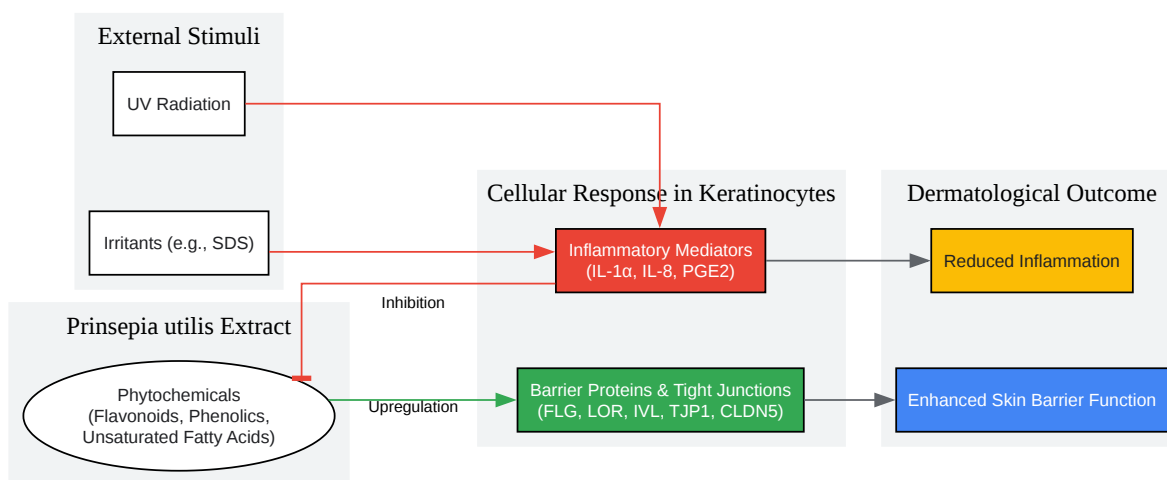 External Stimuli
UV Radiation
Irritants (e.g., SDS)
Cellular Response in Keratinocytes
Inflammatory Mediators
(IL-1α, IL-8, PGE2)
Dermatological Outcome
Reduced Inflammation
Inhibition
Prinsepia utilis Extract
Phytochemicals
(Flavonoids, Phenolics,
Unsaturated Fatty Acids)
Upregulation
Barrier Proteins & Tight Junctions
(FLG, LOR, IVL, TJP1, CLDN5)
Enhanced Skin Barrier Function